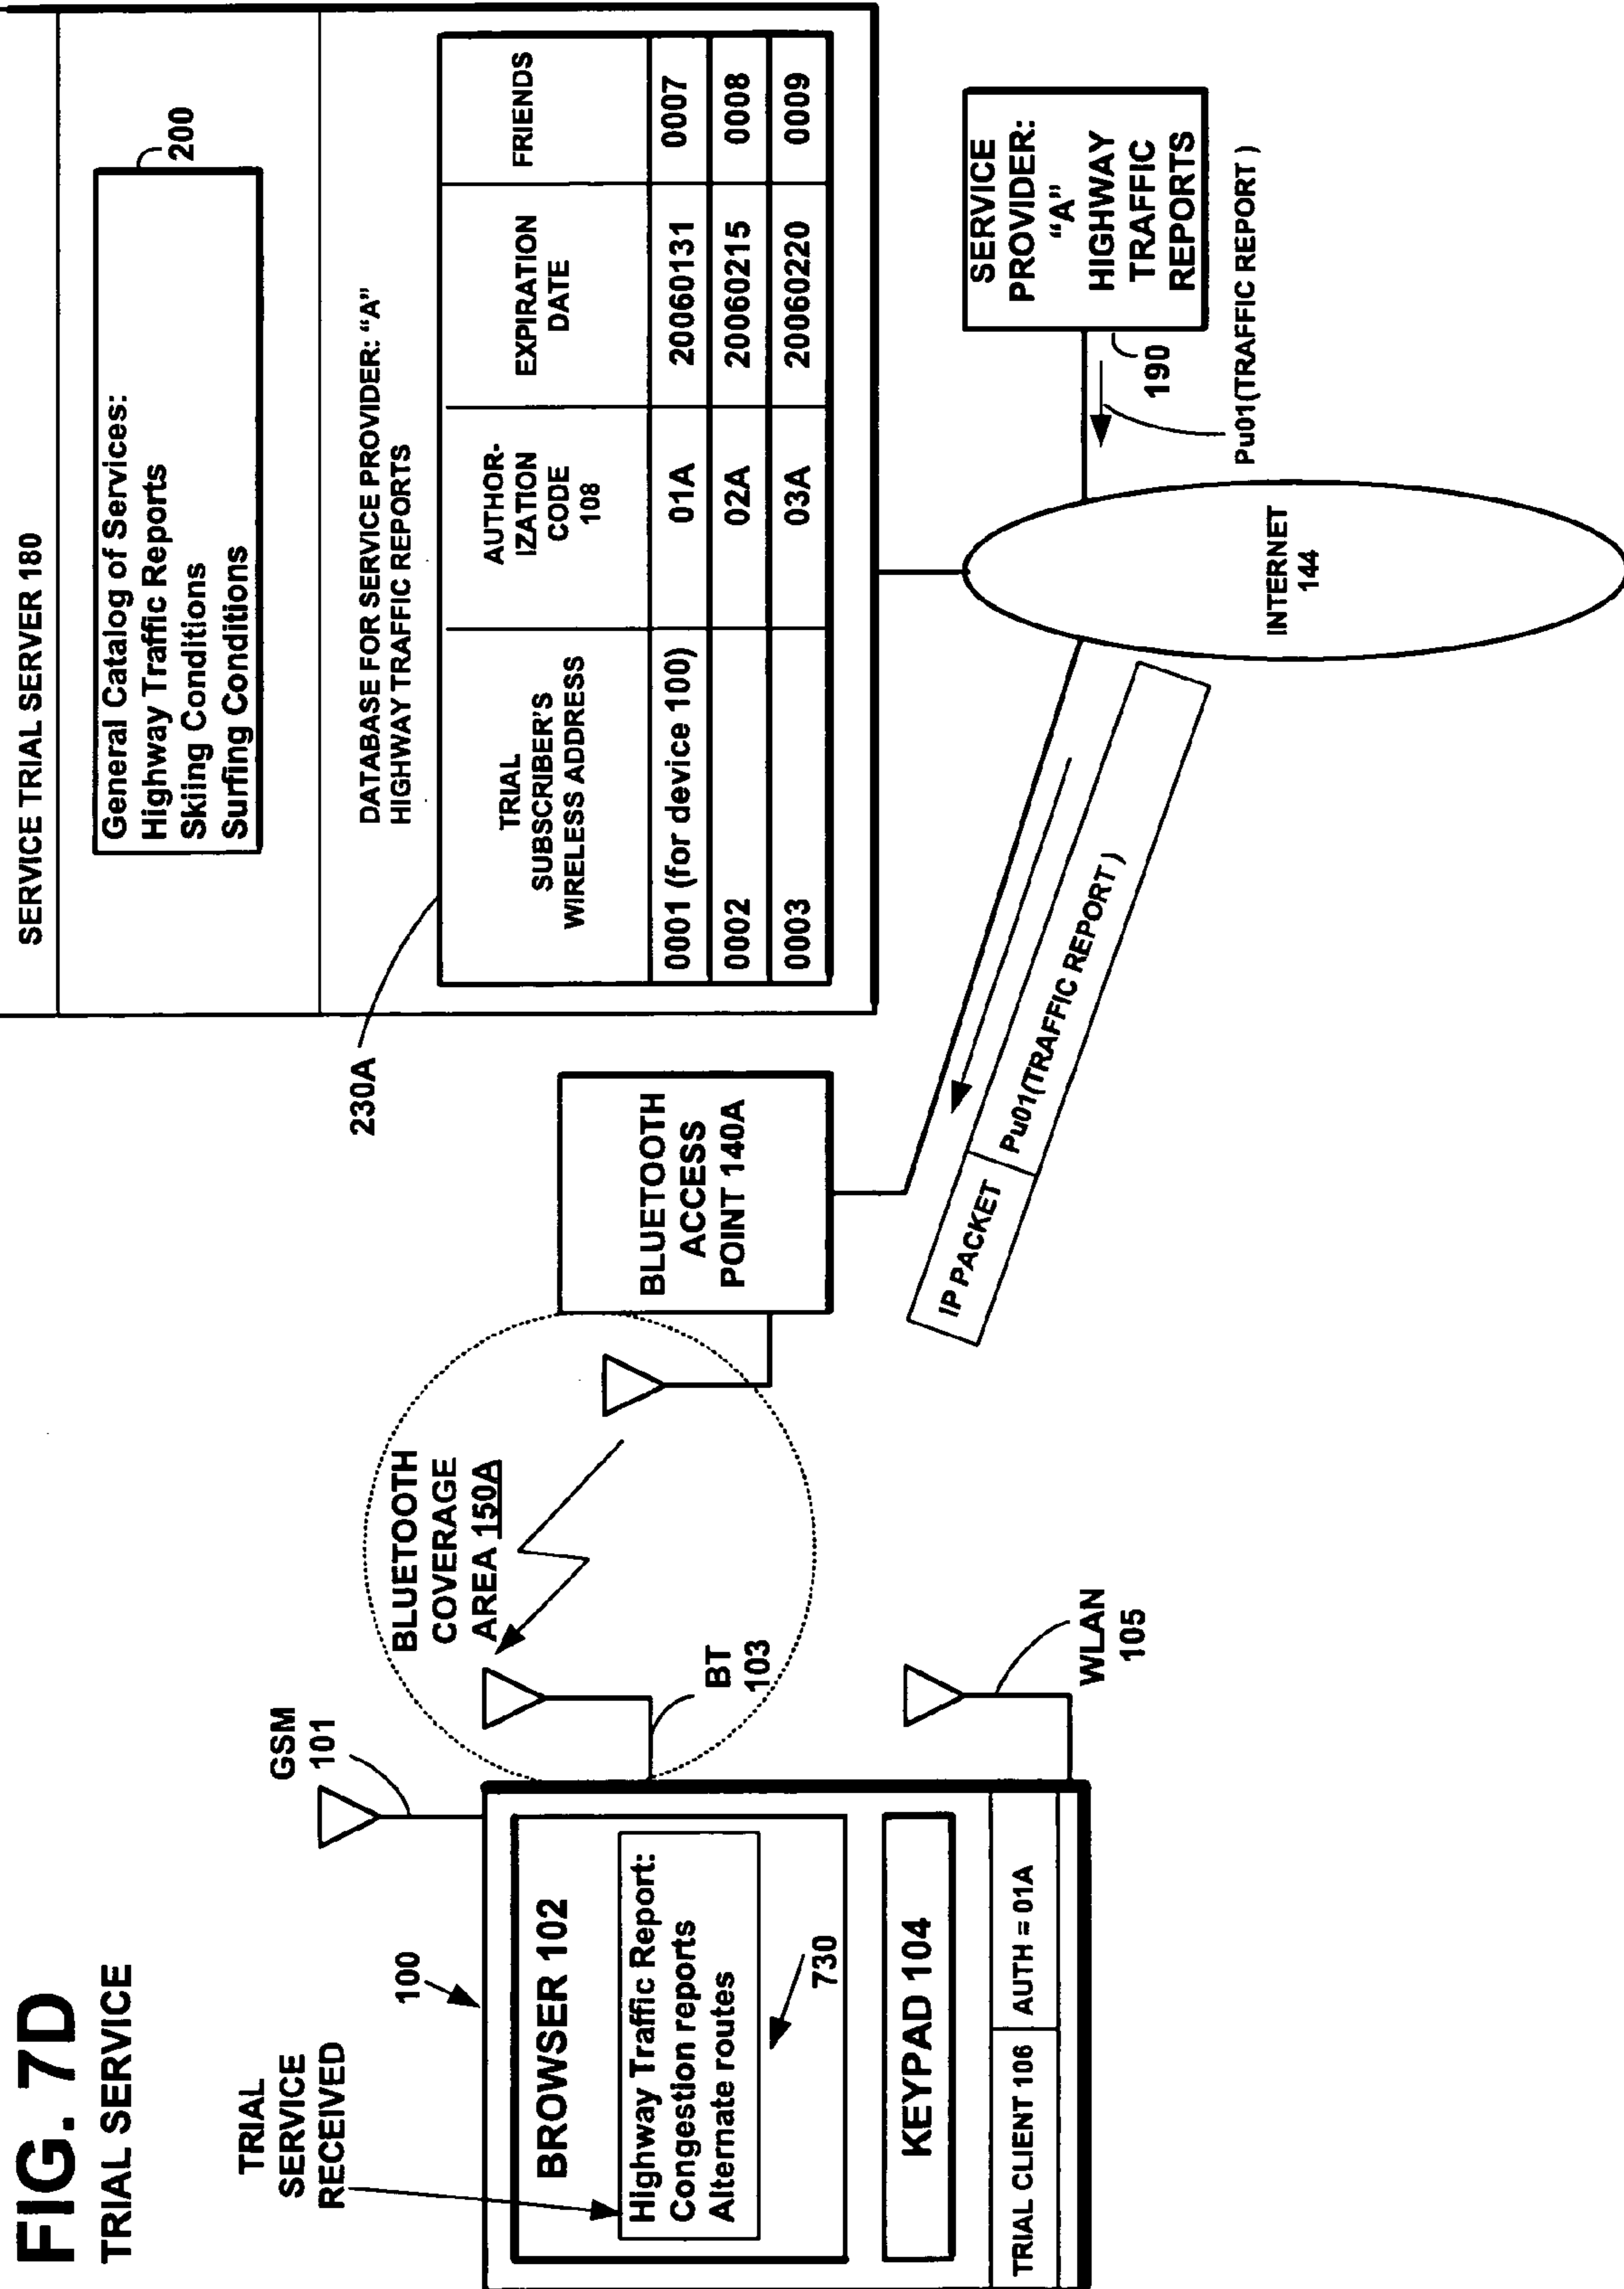 FIG. 7D
TRIAL SERVICE
TRIAL
SERVICE
RECEIVED
100
BROWSER 102
Highway Traffic Report:
Congestion reports
Alternate routes
730
KEYPAD 104
TRIAL CLIENT 106
AUTH = 01A
GSM
101
BT
103
WLAN
105
BLUETOOTH
COVERAGE
AREA 150A
BLUETOOTH
ACCESS
POINT 140A
IP PACKET
Pu01(TRAFFIC REPORT )
SERVICE TRIAL SERVER 180
General Catalog of Services:
Highway Traffic Reports
Skiing Conditions
Surfing Conditions
200
DATABASE FOR SERVICE PROVIDER: "A"
HIGHWAY TRAFFIC REPORTS
230A
TRIAL
SUBSCRIBER'S
WIRELESS ADDRESS
AUTHOR-
IZATION
CODE
108
EXPIRATION
DATE
FRIENDS
0001 (for device 100) 01A 20060131 0007
0002 02A 20060215 0008
0003 03A 20060220 0009
INTERNET
144
SERVICE
PROVIDER:
"A"
HIGHWAY
TRAFFIC
REPORTS
190
Pu01(TRAFFIC REPORT )